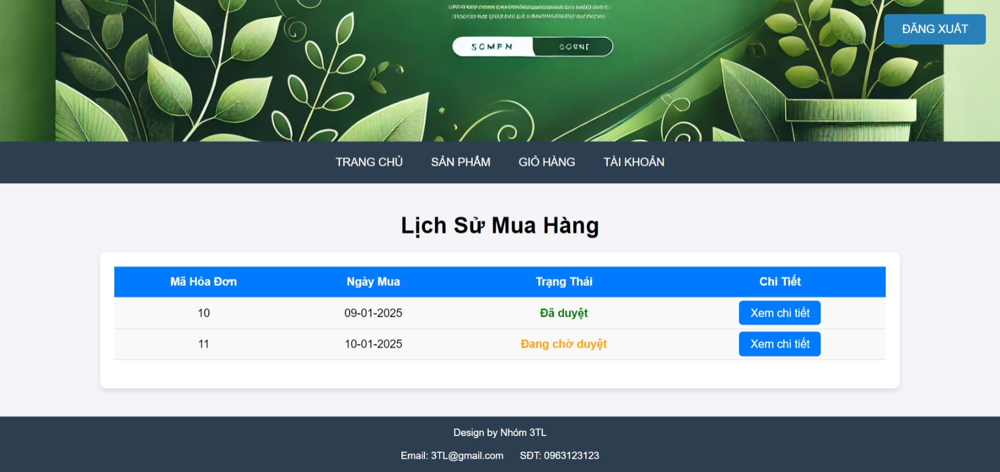 SOMPN
ĐĂNG XUẤT
TRANG CHỦ SẢN PHẨM GIỎ HÀNG TÀI KHOẢN
Lịch Sử Mua Hàng
Mã Hóa Đơn Ngày Mua Trạng Thái Chi Tiết
10 09-01-2025 Đã duyệt Xem chi tiết
11 10-01-2025 Đang chờ duyệt Xem chi tiết
Design by Nhóm 3TL
Email: 3TL@gmail.com SĐT: 0963123123